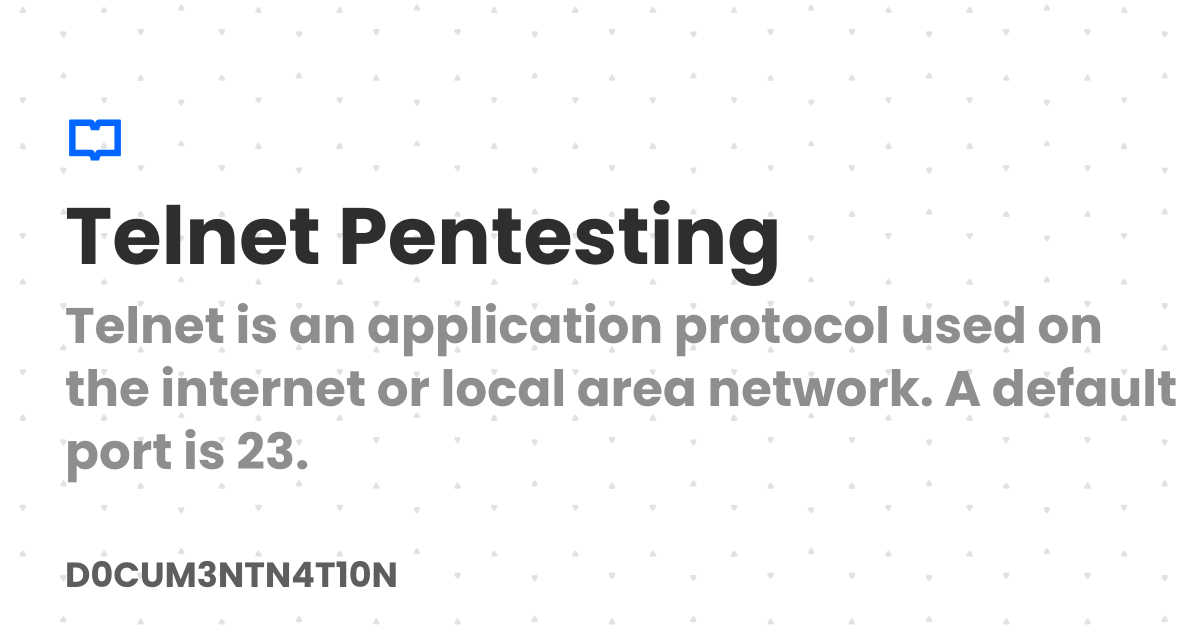 Telnet Pentesting
Telnet is an application protocol used on
the internet or local area network. A default
port is 23.
D0CUM3NTN4T10N